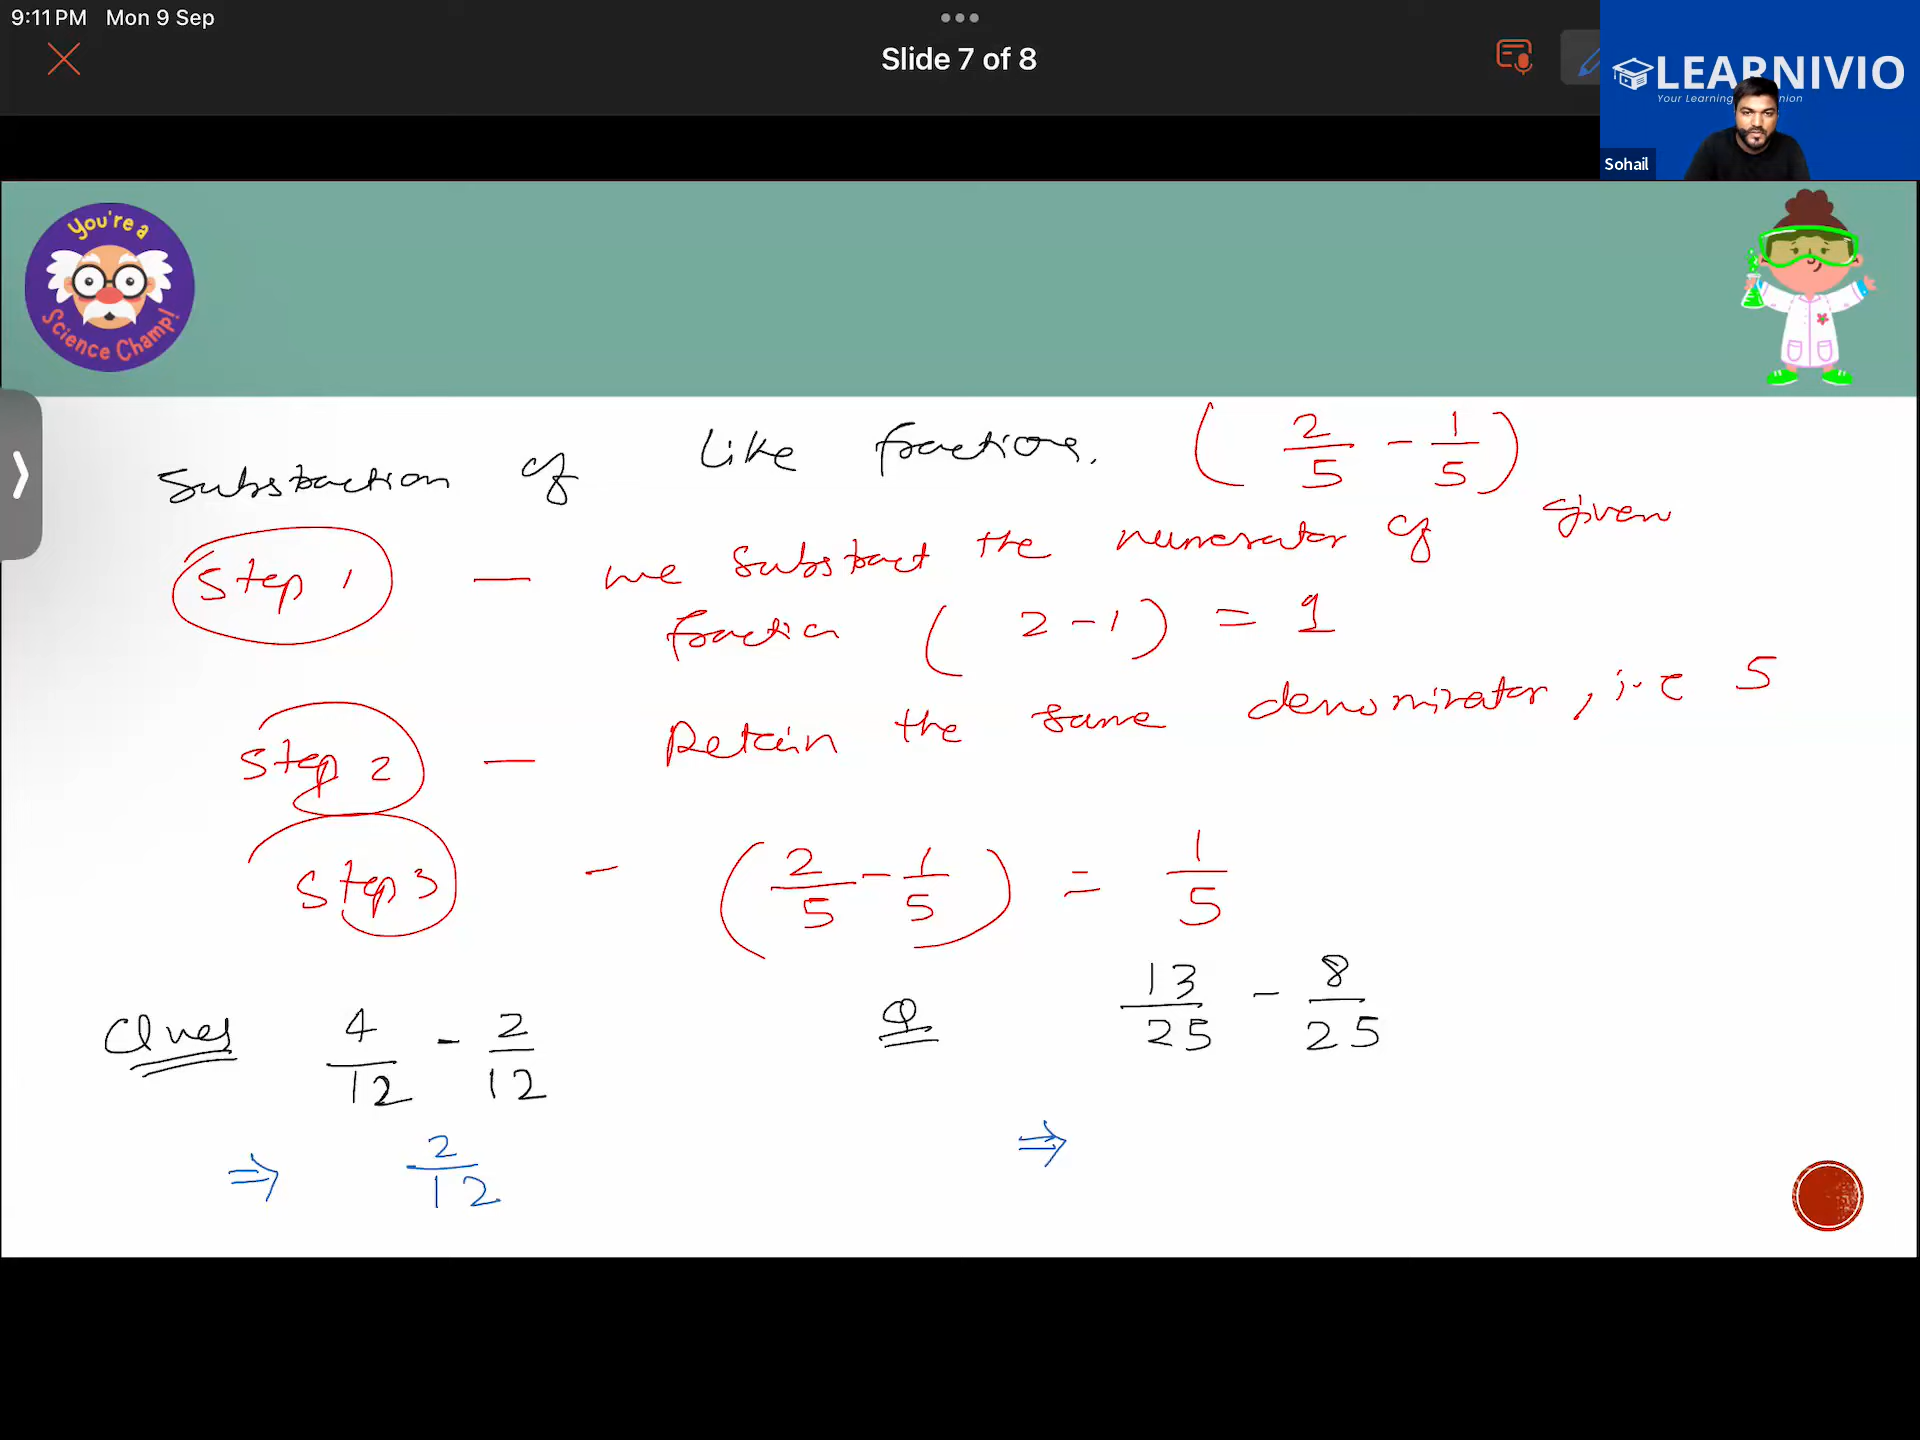 9:11PM Mon 9 Sep
Slide 7 of 8
LEARNIVIO
Your Learning
Sohail
You're a
Science Champ!
Substraction of Like fractions. ( 2/5 - 1/5 )
Step 1 — we substract the numerator of given
fraction ( 2 - 1 ) = 1
Step 2 — Retain the same denominator, i.e 5
Step 3 - ( 2/5 - 1/5 ) = 1/5
Ques 4/12 - 2/12
Q 13/25 - 8/25
⇒ 2/12
⇒